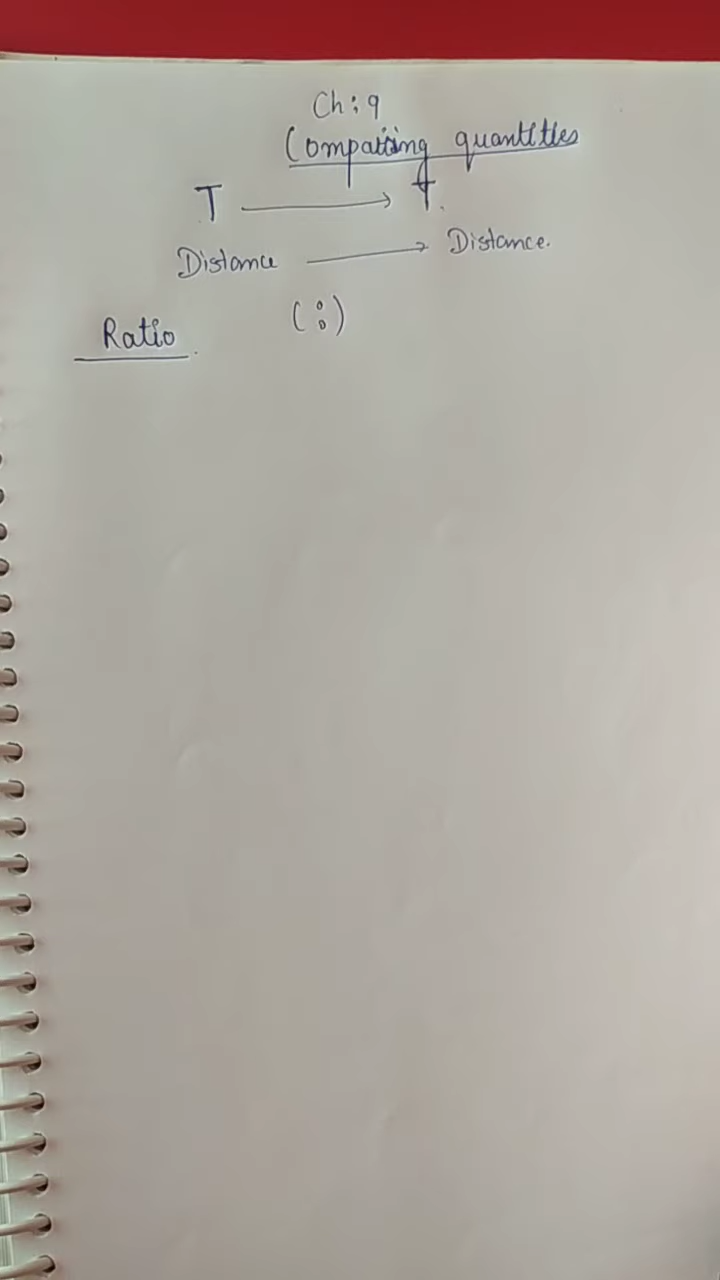 Ch: 9
Comparing quantities
T → T.
Distance → Distance.
Ratio. (:)